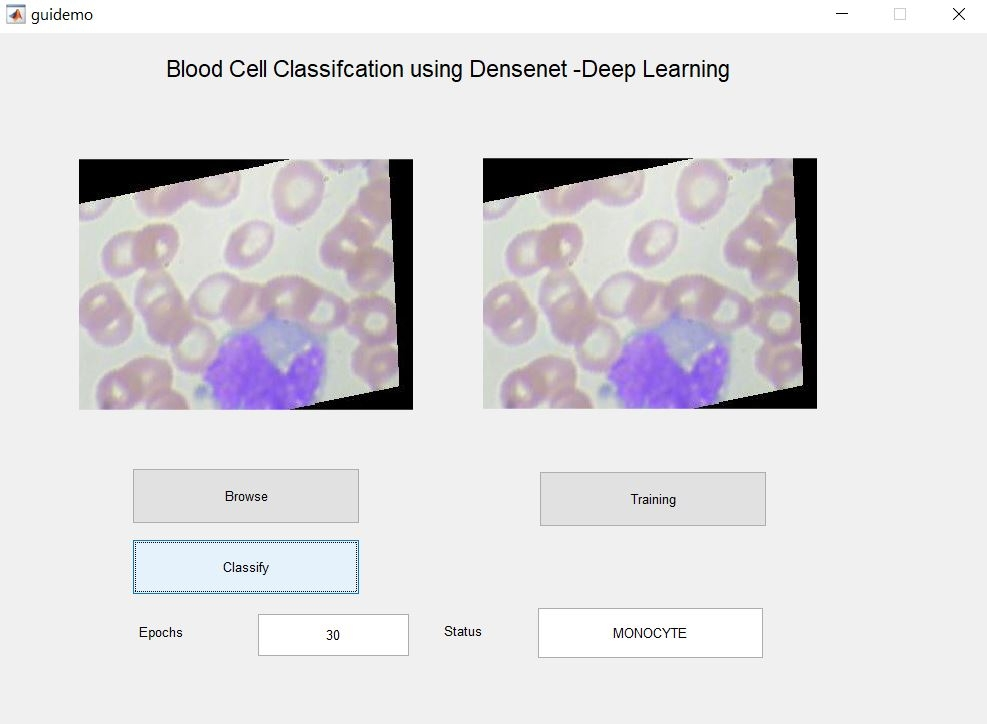 guidemo
Blood Cell Classifcation using Densenet -Deep Learning
Browse
Training
Classify
Epochs
30
Status
MONOCYTE